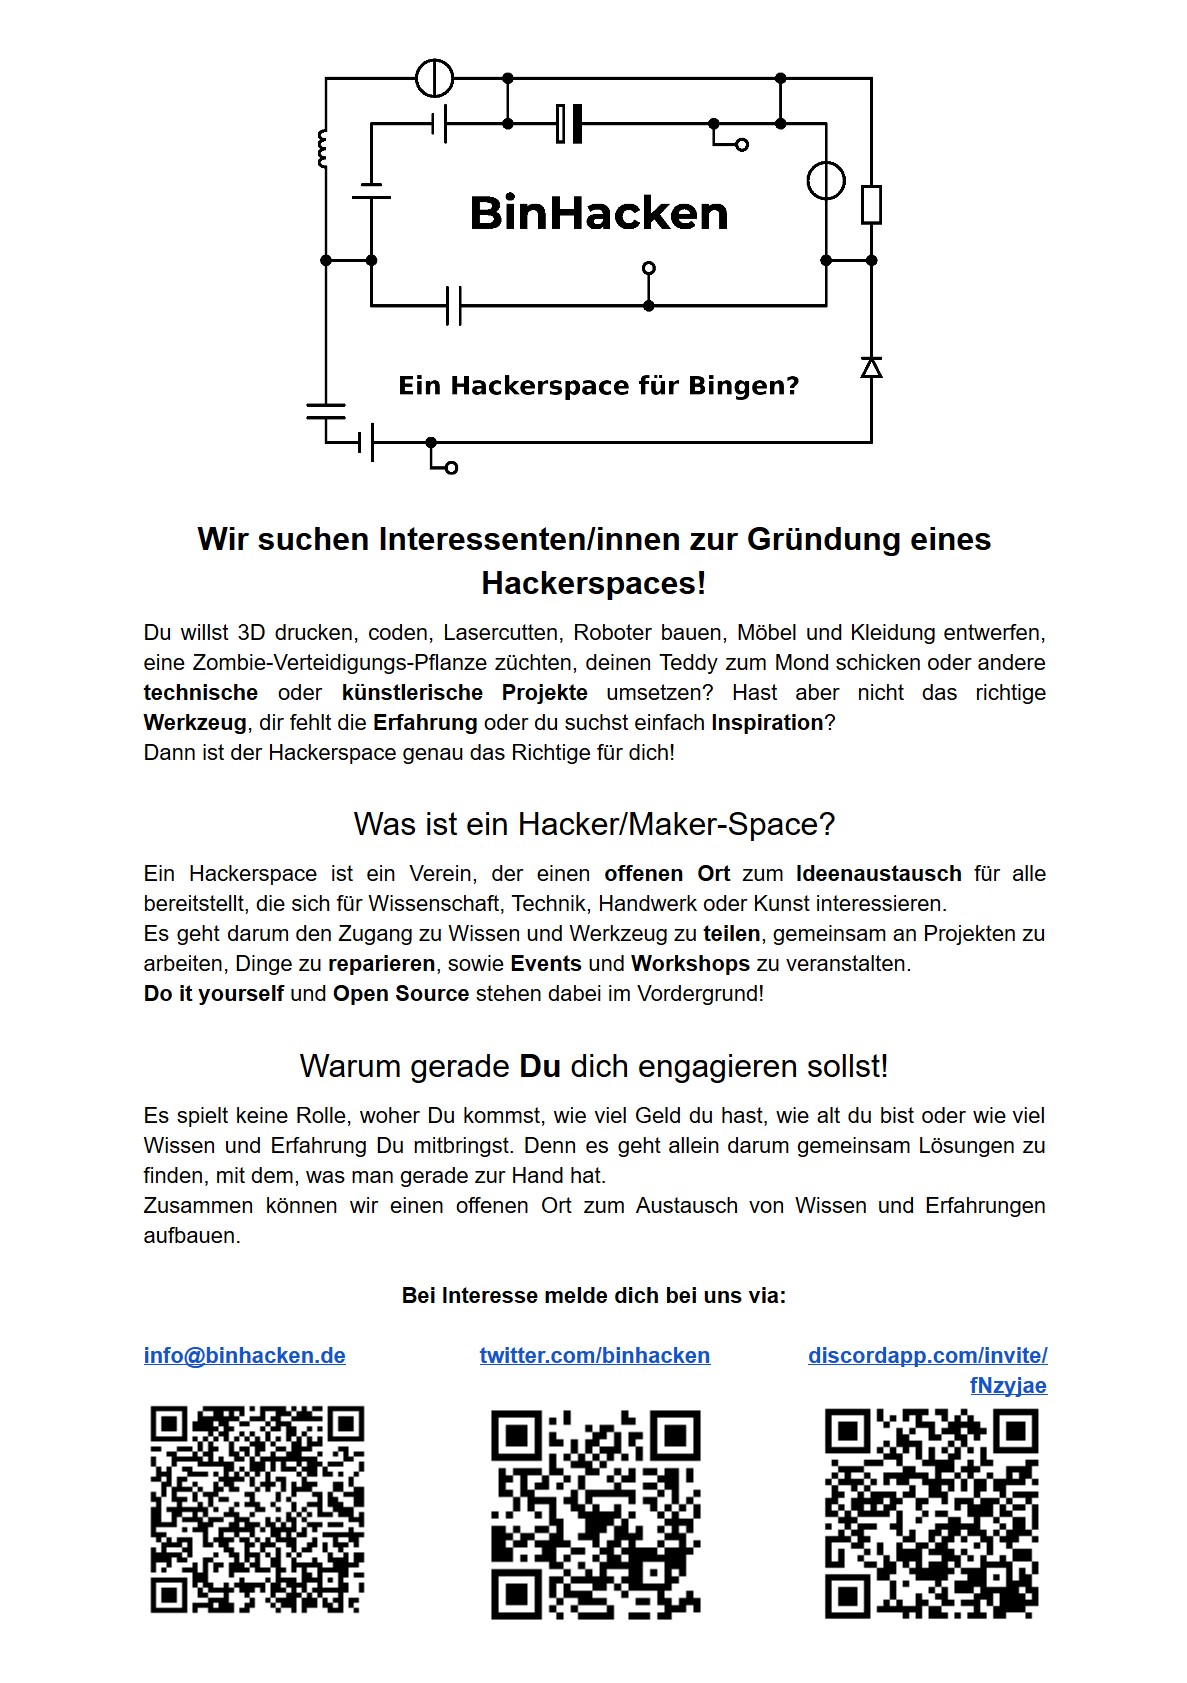 BinHacken
Ein Hackerspace für Bingen?
Wir suchen Interessenten/innen zur Gründung eines
Hackerspaces!
Du willst 3D drucken, coden, Lasercutten, Roboter bauen, Möbel und Kleidung entwerfen,
eine Zombie-Verteidigungs-Pflanze züchten, deinen Teddy zum Mond schicken oder andere
technische oder künstlerische Projekte umsetzen? Hast aber nicht das richtige
Werkzeug, dir fehlt die Erfahrung oder du suchst einfach Inspiration?
Dann ist der Hackerspace genau das Richtige für dich!
Was ist ein Hacker/Maker-Space?
Ein Hackerspace ist ein Verein, der einen offenen Ort zum Ideenaustausch für alle
bereitstellt, die sich für Wissenschaft, Technik, Handwerk oder Kunst interessieren.
Es geht darum den Zugang zu Wissen und Werkzeug zu teilen, gemeinsam an Projekten zu
arbeiten, Dinge zu reparieren, sowie Events und Workshops zu veranstalten.
Do it yourself und Open Source stehen dabei im Vordergrund!
Warum gerade Du dich engagieren sollst!
Es spielt keine Rolle, woher Du kommst, wie viel Geld du hast, wie alt du bist oder wie viel
Wissen und Erfahrung Du mitbringst. Denn es geht allein darum gemeinsam Lösungen zu
finden, mit dem, was man gerade zur Hand hat.
Zusammen können wir einen offenen Ort zum Austausch von Wissen und Erfahrungen
aufbauen.
Bei Interesse melde dich bei uns via:
info@binhacken.de
twitter.com/binhacken
discordapp.com/invite/
fNzyjae